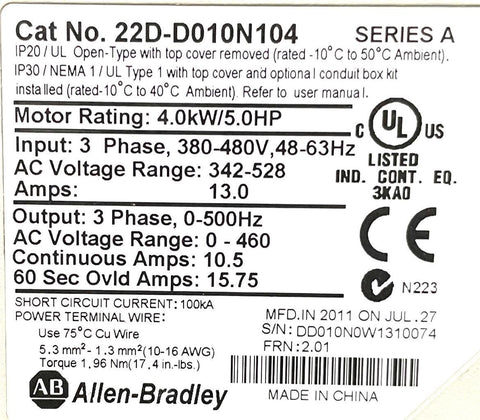 Cat No. 22D-D010N104 SERIES A
IP20 / UL Open-Type with top cover removed (rated -10°C to 50°C Ambient).
IP30 / NEMA 1 / UL Type 1 with top cover and optional conduit box kit
installed (rated-10°C to 40°C Ambient). Refer to user manual.
Motor Rating: 4.0kW/5.0HP
Input: 3 Phase, 380-480V,48-63Hz
AC Voltage Range: 342-528
Amps: 13.0
C UL US
LISTED
IND. CONT. EQ.
3KA0
Output: 3 Phase, 0-500Hz
AC Voltage Range: 0 - 460
Continuous Amps: 10.5
60 Sec Ovld Amps: 15.75
CE
N223
SHORT CIRCUIT CURRENT:100kA
POWER TERMINAL WIRE:
Use 75°C Cu Wire
5.3 mm² - 1.3 mm²(10-16 AWG)
Torque 1,96 Nm(17.4 in.-lbs.)
MFD.IN 2011 ON JUL.27
S/N: DD010N0W1310074
FRN: 2.01
AB Allen-Bradley
MADE IN CHINA